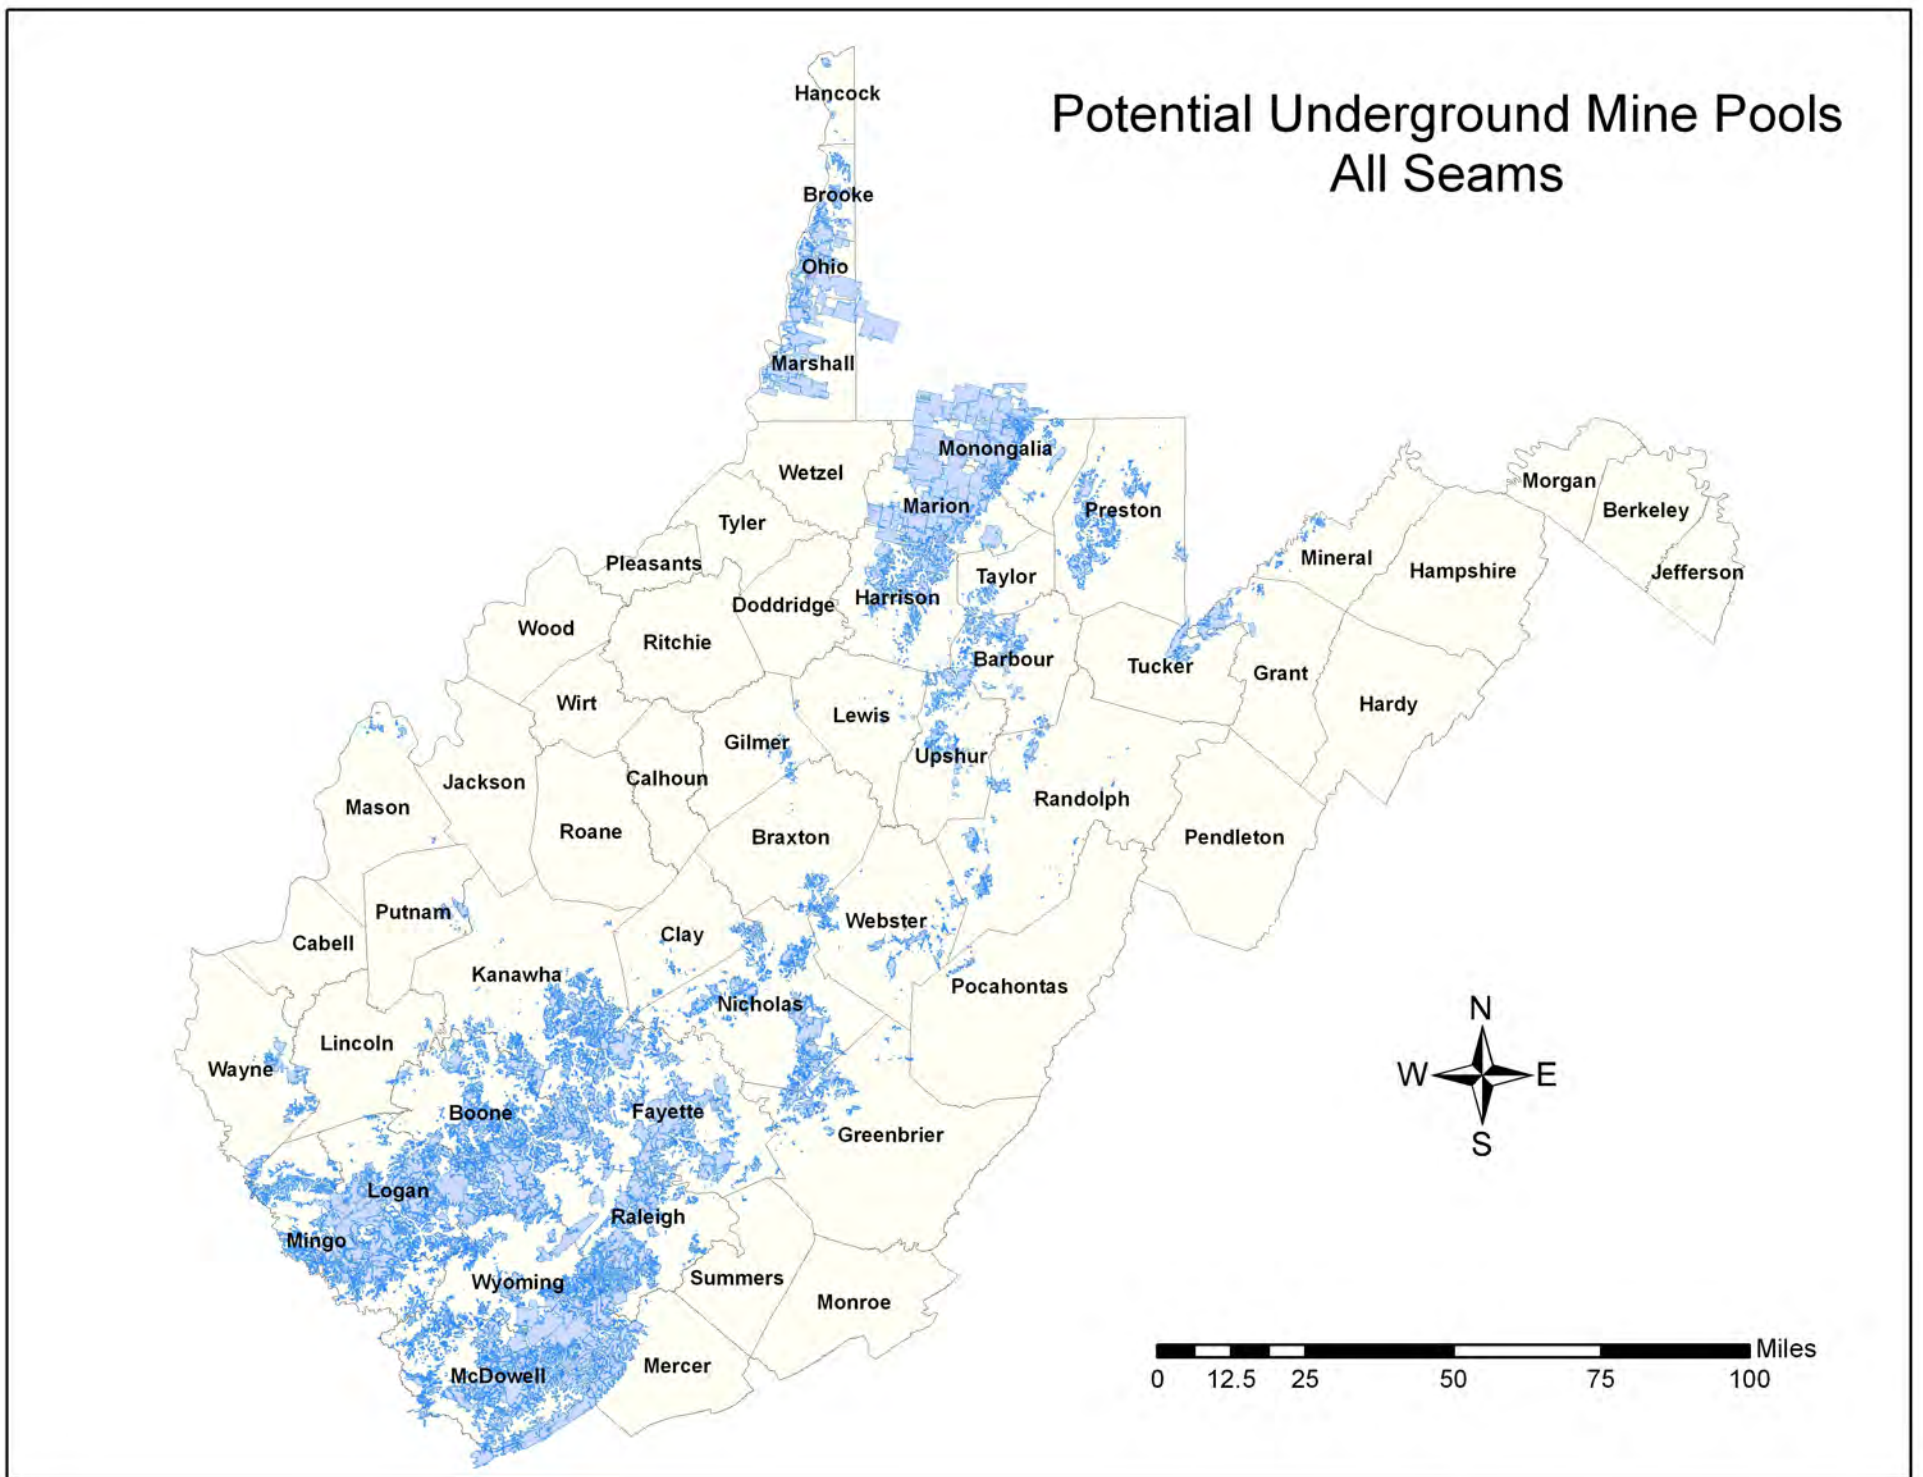 Potential Underground Mine Pools
All Seams
Hancock
Brooke
Ohio
Marshall
Monongalia
Wetzel
Marion
Preston
Morgan
Berkeley
Tyler
Pleasants
Taylor
Mineral
Hampshire
Jefferson
Doddridge
Harrison
Wood
Ritchie
Barbour
Tucker
Grant
Hardy
Wirt
Lewis
Gilmer
Upshur
Calhoun
Jackson
Mason
Roane
Braxton
Randolph
Pendleton
Putnam
Cabell
Clay
Webster
Kanawha
Nicholas
Pocahontas
Lincoln
Wayne
Boone
Fayette
Greenbrier
Logan
Raleigh
Mingo
Wyoming
Summers
Monroe
McDowell
Mercer
N
W E
S
Miles
0 12.5 25 50 75 100